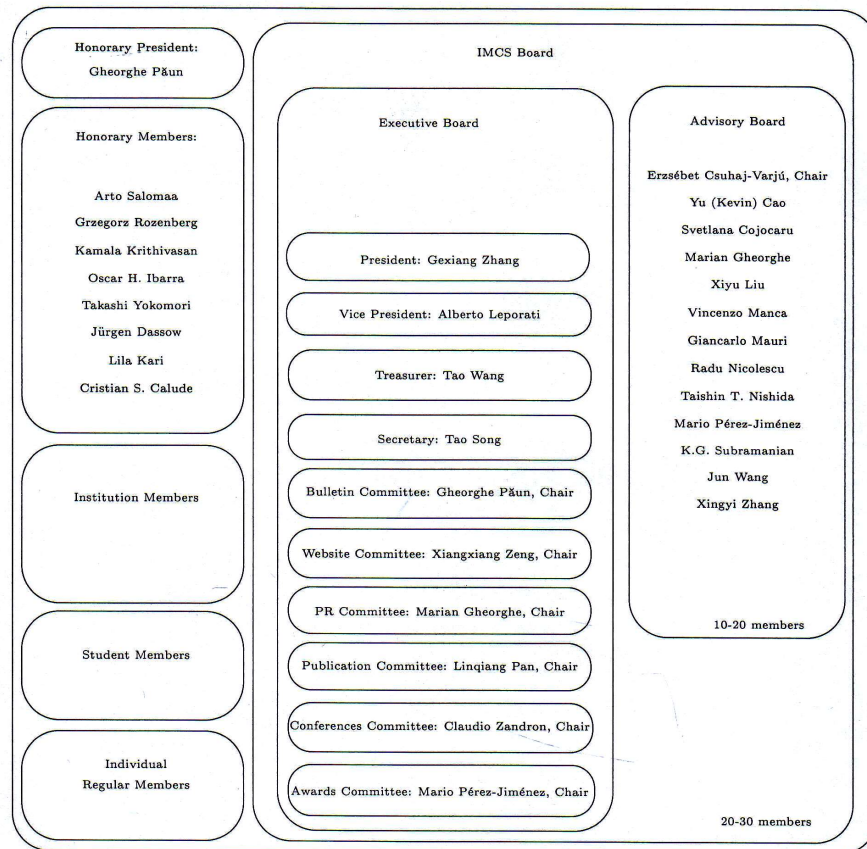 Honorary President:
Gheorghe Păun
Honorary Members:
Arto Salomaa
Grzegorz Rozenberg
Kamala Krithivasan
Oscar H. Ibarra
Takashi Yokomori
Jürgen Dassow
Lila Kari
Cristian S. Calude
Institution Members
Student Members
Individual
Regular Members
IMCS Board
Executive Board
President: Gexiang Zhang
Vice President: Alberto Leporati
Treasurer: Tao Wang
Secretary: Tao Song
Bulletin Committee: Gheorghe Păun, Chair
Website Committee: Xiangxiang Zeng, Chair
PR Committee: Marian Gheorghe, Chair
Publication Committee: Linqiang Pan, Chair
Conferences Committee: Claudio Zandron, Chair
Awards Committee: Mario Pérez-Jiménez, Chair
Advisory Board
Erzsébet Csuhaj-Varjú, Chair
Yu (Kevin) Cao
Svetlana Cojocaru
Marian Gheorghe
Xiyu Liu
Vincenzo Manca
Giancarlo Mauri
Radu Nicolescu
Taishin T. Nishida
Mario Pérez-Jiménez
K.G. Subramanian
Jun Wang
Xingyi Zhang
10-20 members
20-30 members